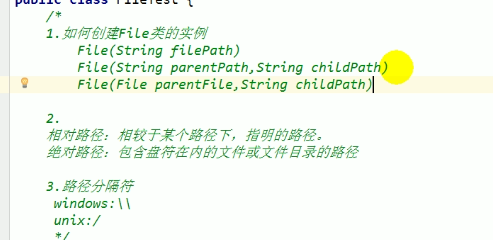 public class FileTest {
/*
1.如何创建File类的实例
File(String filePath)
File(String parentPath,String childPath)
File(File parentFile,String childPath)
2.
相对路径：相较于某个路径下，指明的路径。
绝对路径：包含盘符在内的文件或文件目录的路径
3.路径分隔符
windows:\\
unix:/
*/